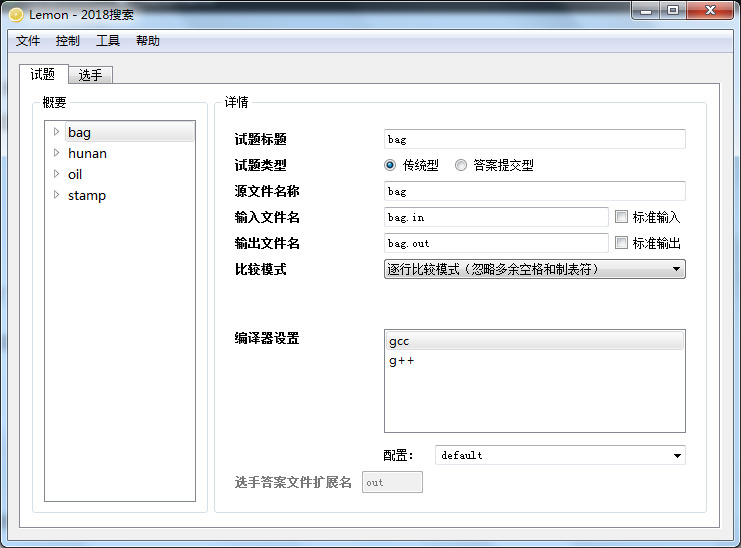 Lemon - 2018搜索
文件 控制 工具 帮助
试题 选手
概要
bag
hunan
oil
stamp
详情
试题标题 bag
试题类型 传统型 答案提交型
源文件名称 bag
输入文件名 bag.in 标准输入
输出文件名 bag.out 标准输出
比较模式 逐行比较模式（忽略多余空格和制表符）
编译器设置 gcc
g++
配置： default
选手答案文件扩展名 out